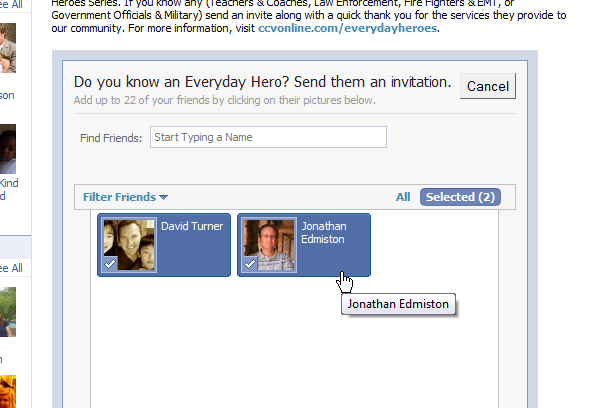 ee All
Heroes Series. If you know any (Teachers & Coaches, Law Enforcement, Fire Fighters & EMT, or
Government Officials & Military) send an invite along with a quick thank you for the services they provide to
our community. For more information, visit ccvonline.com/everydayheroes.
son
Kind
d
ee All
n
Do you know an Everyday Hero? Send them an invitation.
Cancel
Add up to 22 of your friends by clicking on their pictures below.
Find Friends: Start Typing a Name
Filter Friends All Selected (2)
David Turner
Jonathan
Edmiston
Jonathan Edmiston